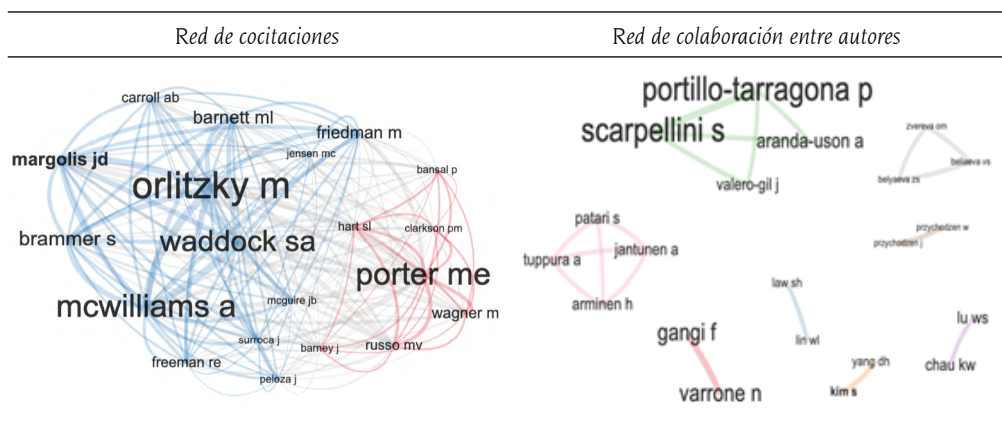 Red de cocitaciones
Red de colaboración entre autores
carroll ab
barnett ml
friedman m
jensen mc
margolis jd
bansal p
orlitzky m
hart sl
clarkson pm
brammer s
waddock sa
porter me
mcwilliams a
mcguire jb
wagner m
surroca j
barney j
russo mv
freeman re
peloza j
portillo-tarragona p
scarpellini s
aranda-uson a
valero-gil j
zvereva om
beliaeva vs
belyaeva zs
patari s
jantunen a
tuppura a
arminen h
przychodzen w
przychodzen j
law sh
lin wl
gangi f
varrone n
lu ws
chau kw
yang dh
kim s